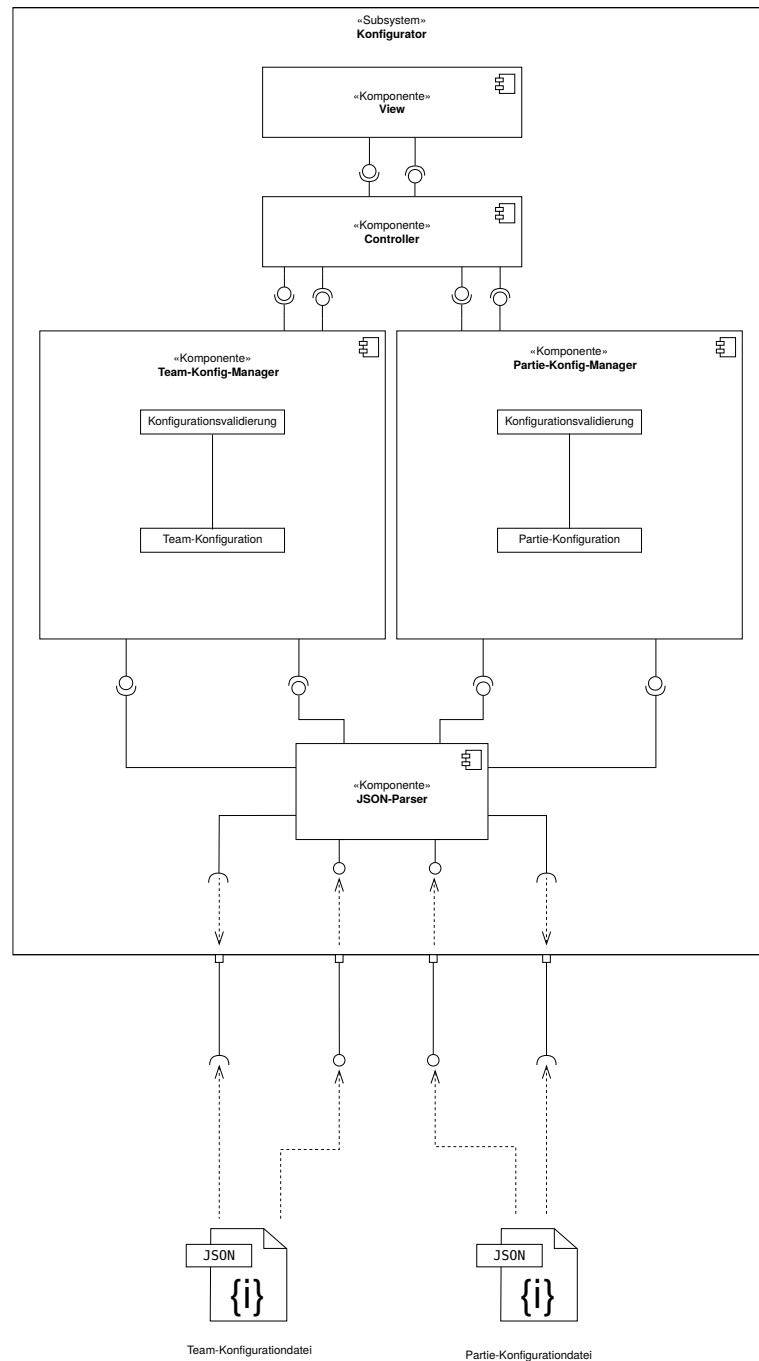 «Subsystem»
Konfigurator
«Komponente»
View
«Komponente»
Controller
«Komponente»
Team-Konfig-Manager
Konfigurationsvalidierung
Team-Konfiguration
«Komponente»
Partie-Konfig-Manager
Konfigurationsvalidierung
Partie-Konfiguration
«Komponente»
JSON-Parser
JSON
{i}
Team-Konfigurationdatei
JSON
{i}
Partie-Konfigurationdatei